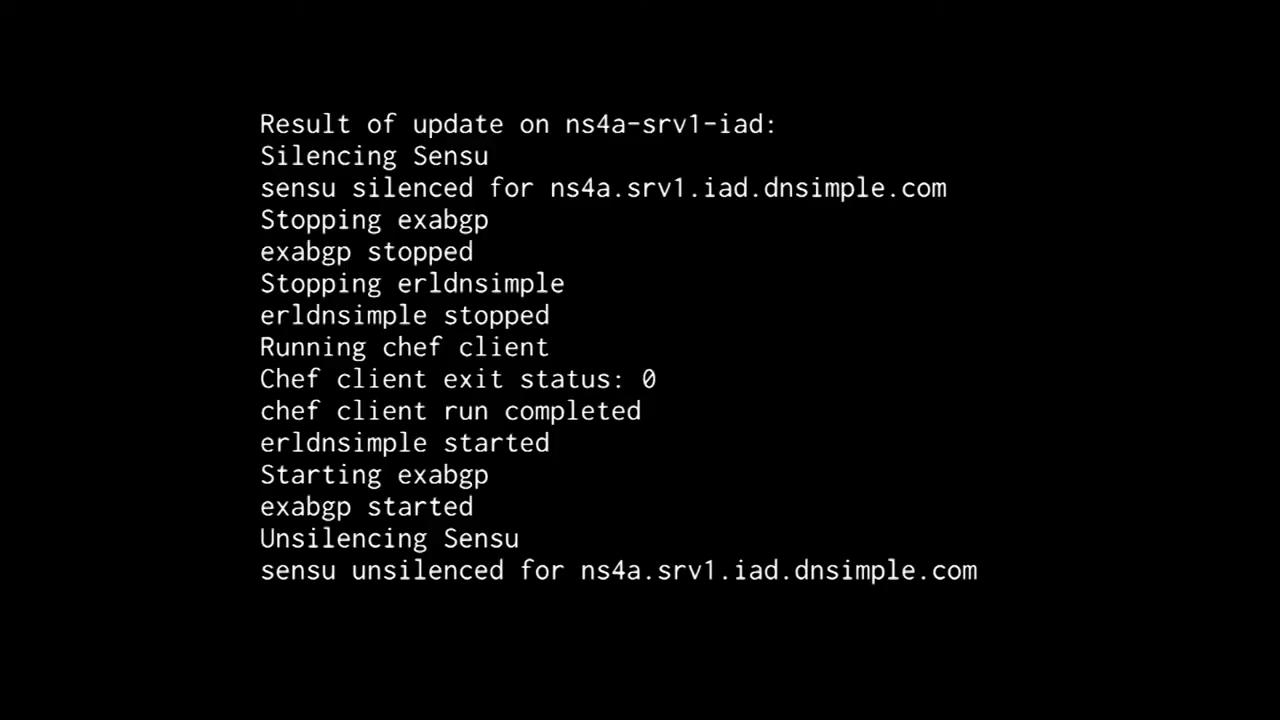 Result of update on ns4a-srv1-iad:
Silencing Sensu
sensu silenced for ns4a.srv1.iad.dnsimple.com
Stopping exabgp
exabgp stopped
Stopping erldnsimple
erldnsimple stopped
Running chef client
Chef client exit status: 0
chef client run completed
erldnsimple started
Starting exabgp
exabgp started
Unsilencing Sensu
sensu unsilenced for ns4a.srv1.iad.dnsimple.com